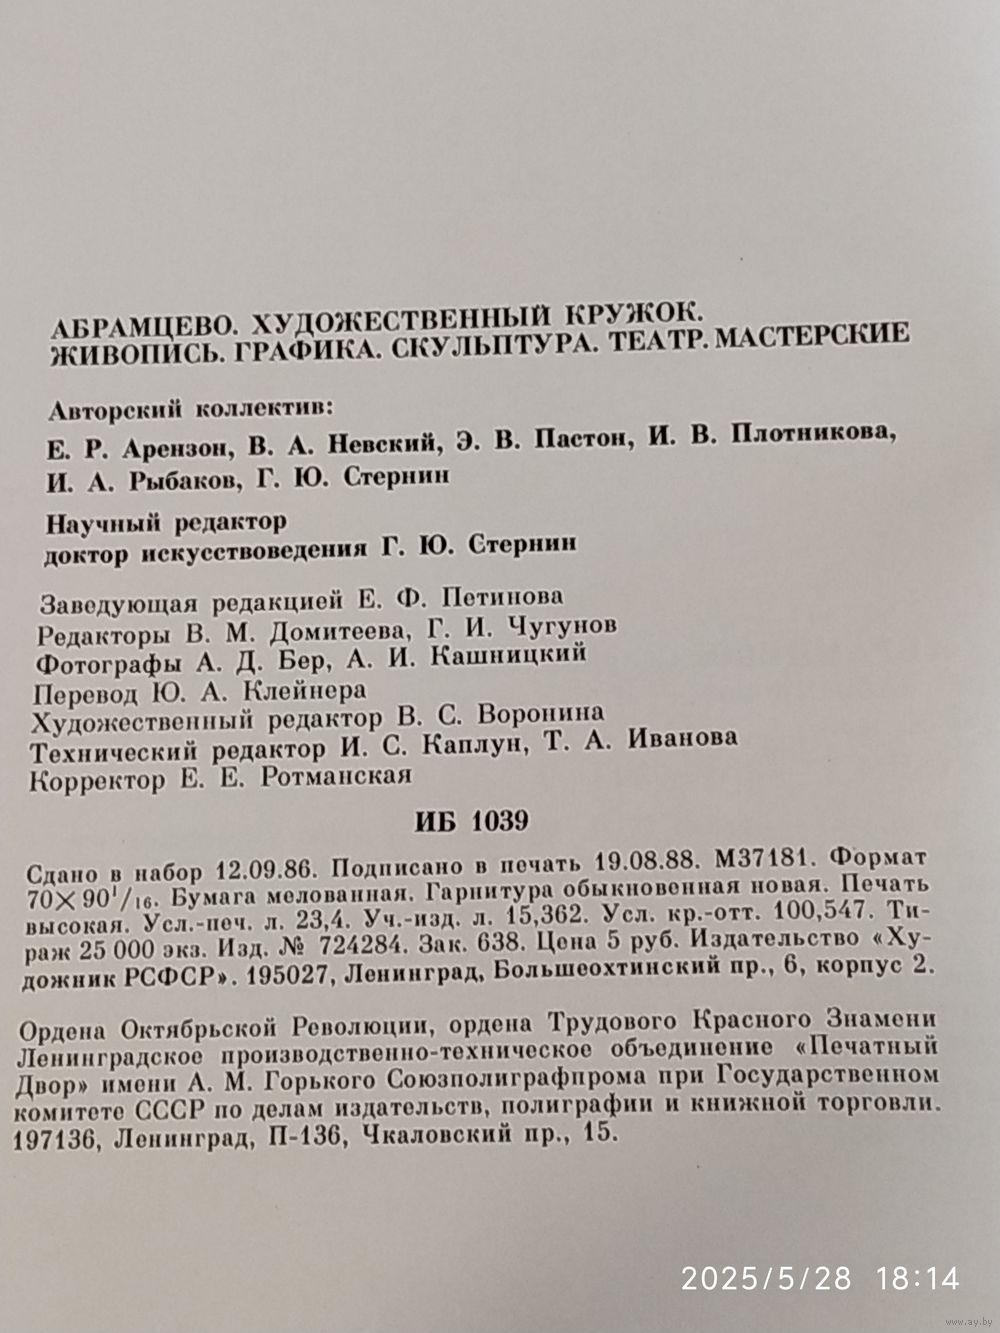 АБРАМЦЕВО. ХУДОЖЕСТВЕННЫЙ КРУЖОК.
ЖИВОПИСЬ. ГРАФИКА. СКУЛЬПТУРА. ТЕАТР. МАСТЕРСКИЕ
Авторский коллектив:
Е. Р. Арензон, В. А. Невский, Э. В. Пастон, И. В. Плотникова,
И. А. Рыбаков, Г. Ю. Стернин
Научный редактор
доктор искусствоведения Г. Ю. Стернин
Заведующая редакцией Е. Ф. Петинова
Редакторы В. М. Домитеева, Г. И. Чугунов
Фотографы А. Д. Бер, А. И. Кашницкий
Перевод Ю. А. Клейнера
Художественный редактор В. С. Воронина
Технический редактор И. С. Каплун, Т. А. Иванова
Корректор Е. Е. Ротманская
ИБ 1039
Сдано в набор 12.09.86. Подписано в печать 19.08.88. М37181. Формат
70×90 1/16. Бумага мелованная. Гарнитура обыкновенная новая. Печать
высокая. Усл.-печ. л. 23,4. Уч.-изд. л. 15,362. Усл. кр.-отт. 100,547. Ти-
раж 25 000 экз. Изд. № 724284. Зак. 638. Цена 5 руб. Издательство «Ху-
дожник РСФСР». 195027, Ленинград, Большеохтинский пр., 6, корпус 2.
Ордена Октябрьской Революции, ордена Трудового Красного Знамени
Ленинградское производственно-техническое объединение «Печатный
Двор» имени А. М. Горького Союзполиграфпрома при Государственном
комитете СССР по делам издательств, полиграфии и книжной торговли.
197136, Ленинград, П-136, Чкаловский пр., 15.
2025/5/28 18:14
www.ay.by